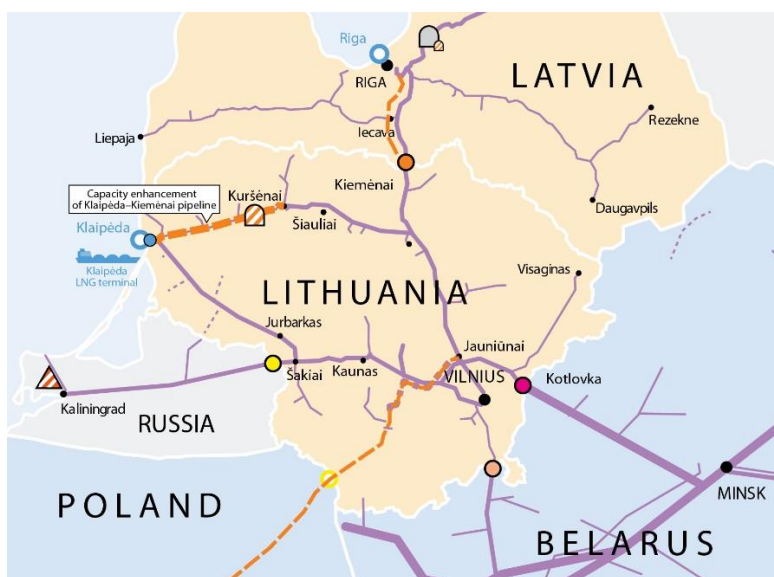 Riga
RIGA
LATVIA
Rezekne
Iecava
Liepaja
Capacity enhancement
of Klaipėda–Kiemėnai pipeline
Kuršėnai
Kiemėnai
Daugavpils
Klaipėda
Šiauliai
Klaipėda
LNG terminal
Visaginas
LITHUANIA
Jurbarkas
Jauniūnai
Šakiai
Kaunas
VILNIUS
Kotlovka
Kaliningrad
RUSSIA
MINSK
POLAND
BELARUS